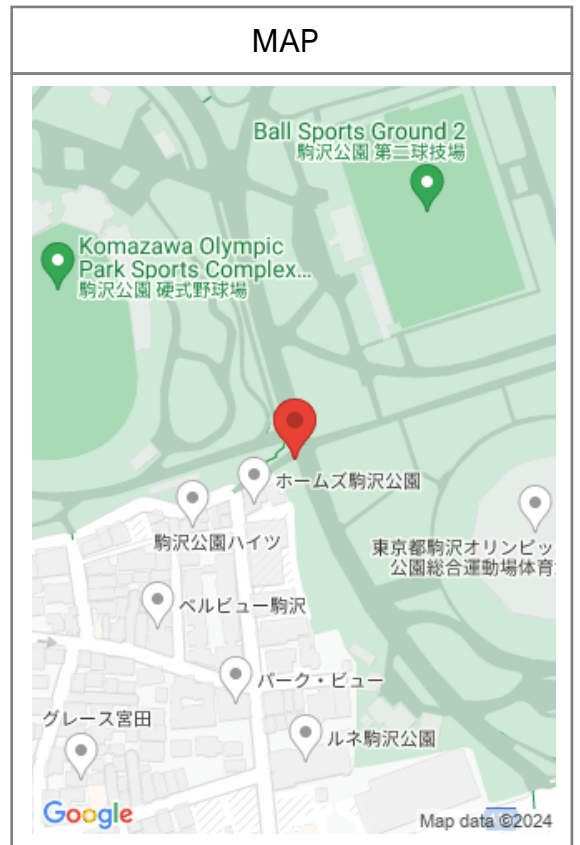 MAP
Ball Sports Ground 2
駒沢公園 第二球技場
Komazawa Olympic
Park Sports Complex...
駒沢公園 硬式野球場
ホームズ駒沢公園
駒沢公園ハイツ
東京都駒沢オリンピッ
公園総合運動場体育
ベルビュー駒沢
パーク・ビュー
グレース宮田
ルネ駒沢公園
Google
Map data ©2024